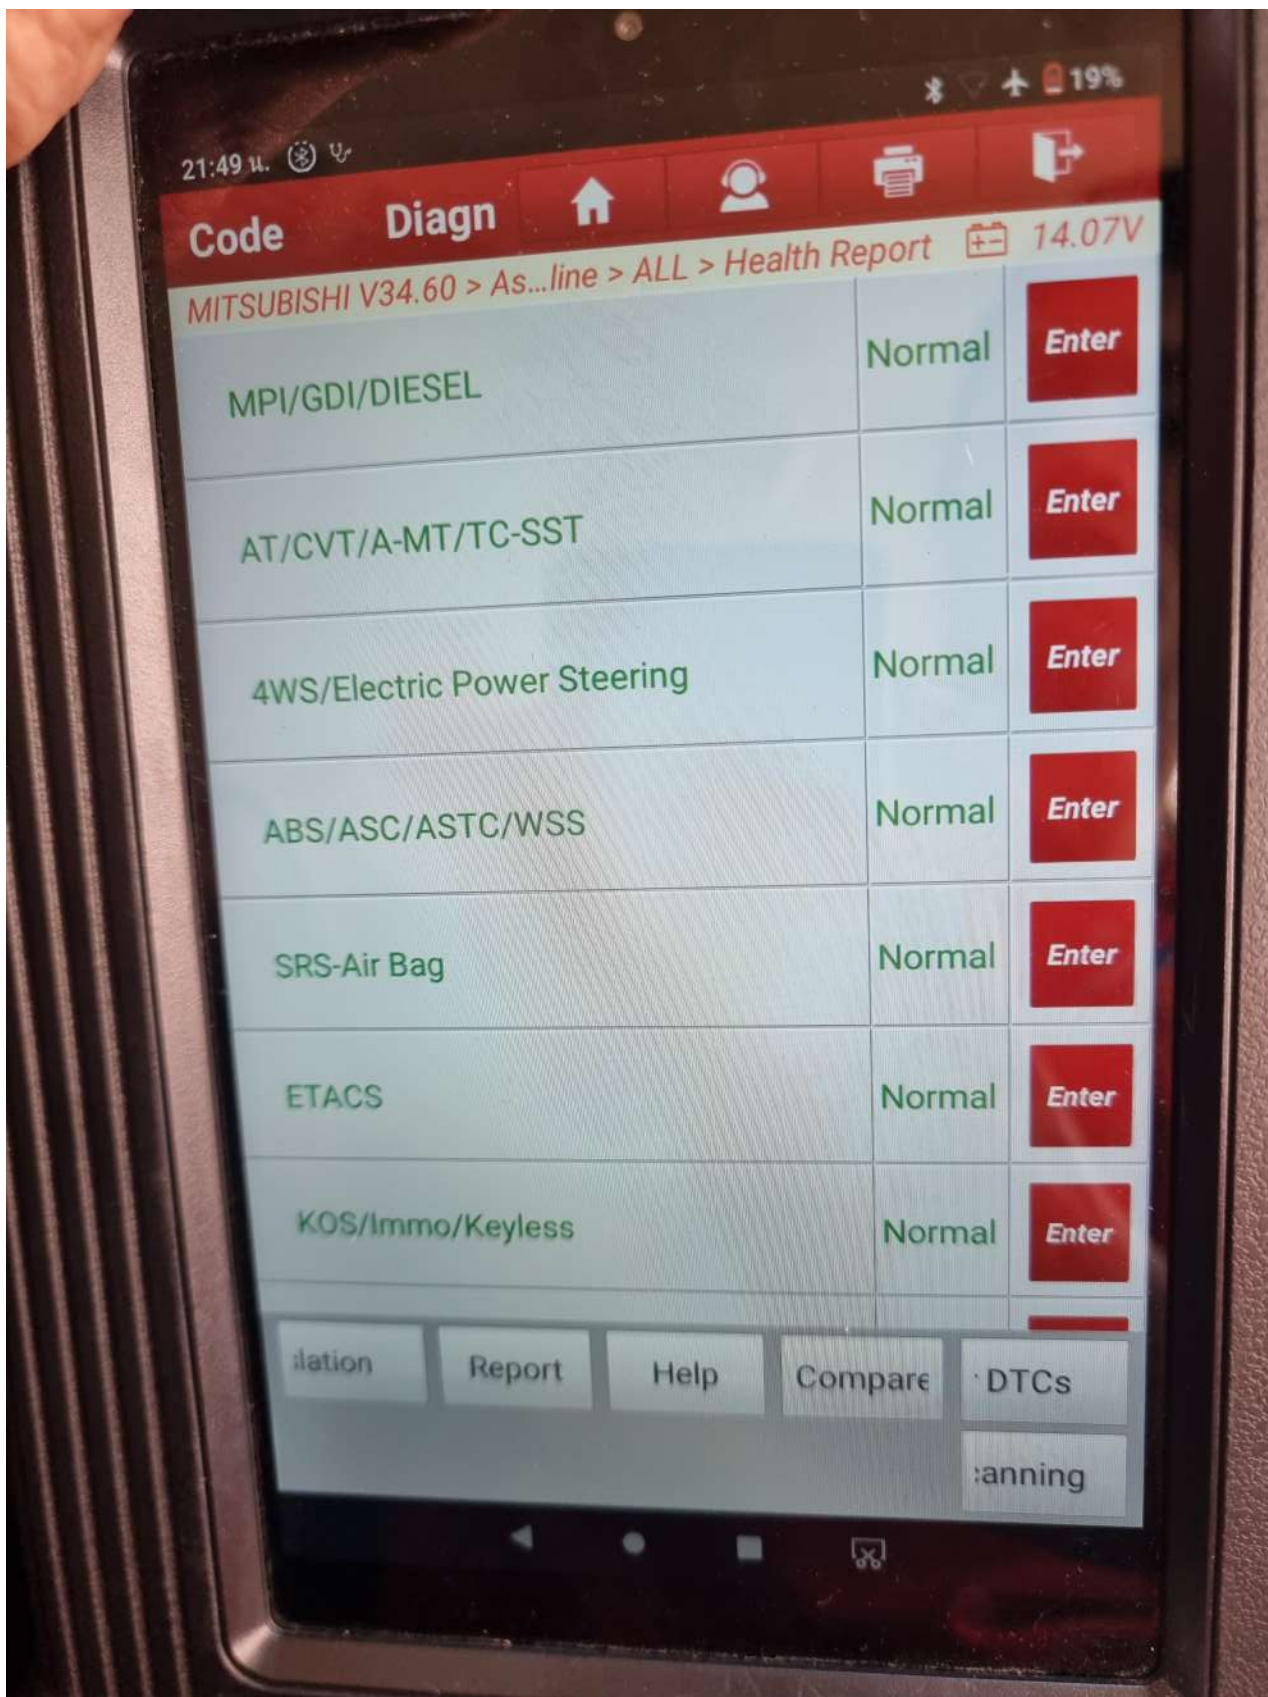 19%
21:49 น.
Code Diagn
MITSUBISHI V34.60 > As...line > ALL > Health Report 14.07V
MPI/GDI/DIESEL Normal Enter
AT/CVT/A-MT/TC-SST Normal Enter
4WS/Electric Power Steering Normal Enter
ABS/ASC/ASTC/WSS Normal Enter
SRS-Air Bag Normal Enter
ETACS Normal Enter
KOS/Immo/Keyless Normal Enter
lation Report Help Compare DTCs
anning